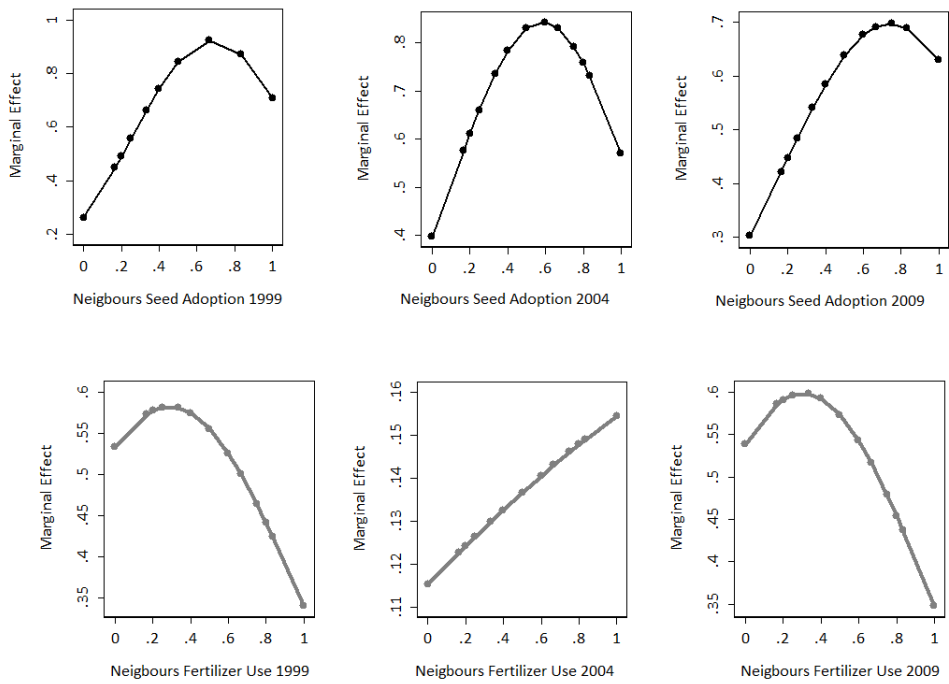 1
.8
.6
.4
.2
Marginal Effect
0 .2 .4 .6 .8 1
Neigbours Seed Adoption 1999
.8
.7
.6
.5
.4
Marginal Effect
0 .2 .4 .6 .8 1
Neigbours Seed Adoption 2004
.7
.6
.5
.4
.3
Marginal Effect
0 .2 .4 .6 .8 1
Neigbours Seed Adoption 2009
.6
.55
.5
.45
.35
Marginal Effect
0 .2 .4 .6 .8 1
Neigbours Fertilizer Use 1999
.16
.15
.14
.13
.12
.11
Marginal Effect
0 .2 .4 .6 .8 1
Neigbours Fertilizer Use 2004
.6
.55
.5
.45
.4
.35
Marginal Effect
0 .2 .4 .6 .8 1
Neigbours Fertilizer Use 2009